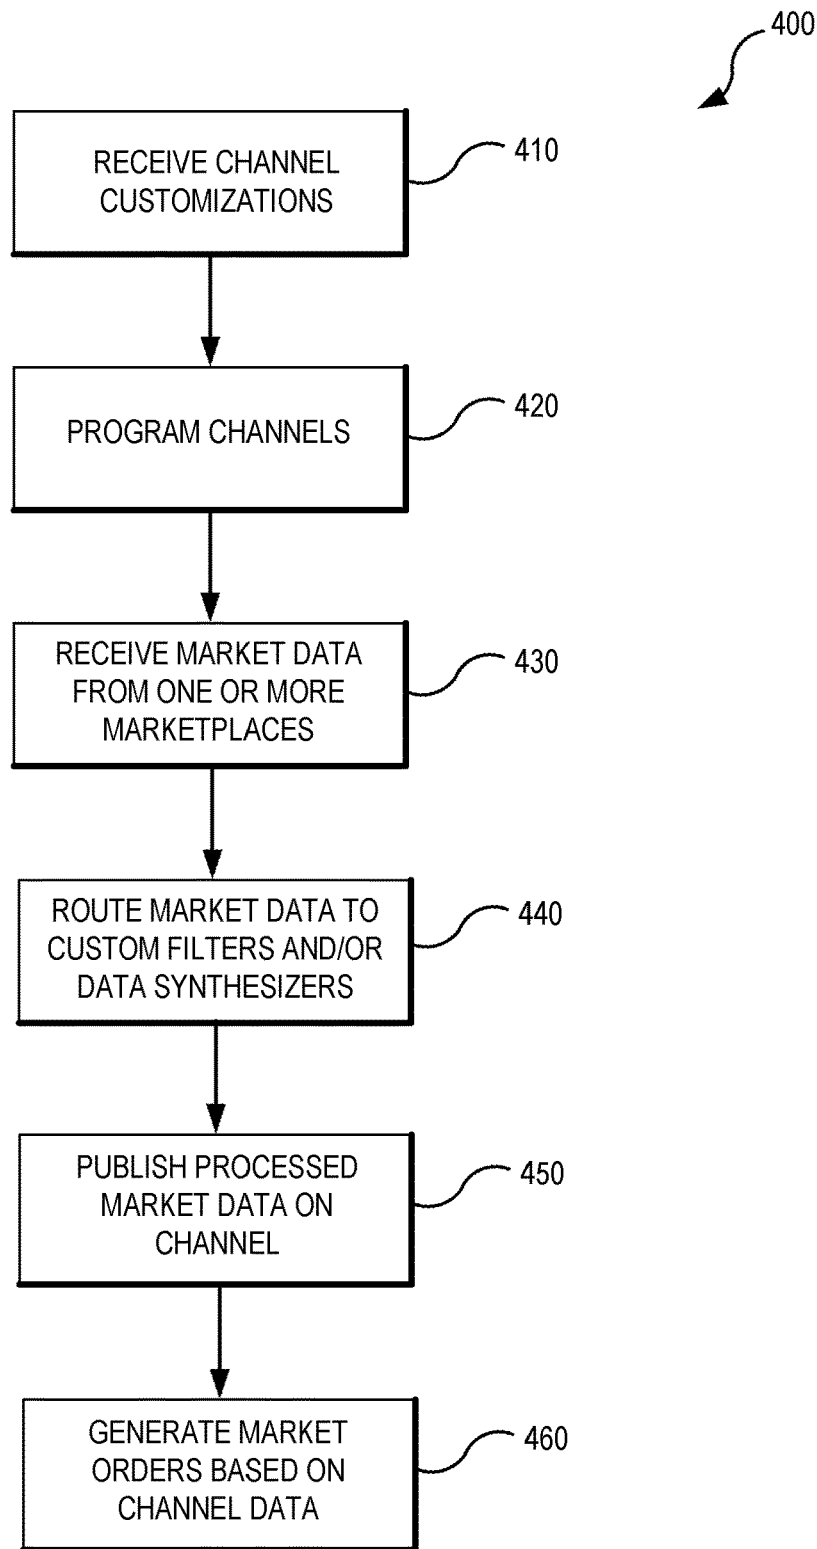 400
RECEIVE CHANNEL
CUSTOMIZATIONS
410
PROGRAM CHANNELS
420
RECEIVE MARKET DATA
FROM ONE OR MORE
MARKETPLACES
430
ROUTE MARKET DATA TO
CUSTOM FILTERS AND/OR
DATA SYNTHESIZERS
440
PUBLISH PROCESSED
MARKET DATA ON
CHANNEL
450
GENERATE MARKET
ORDERS BASED ON
CHANNEL DATA
460